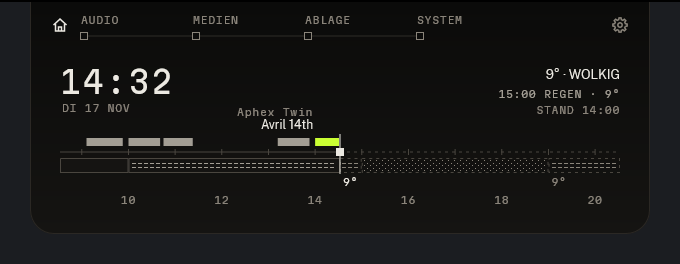 AUDIO MEDIEN ABLAGE SYSTEM
14:32
DI 17 NOV
9° · WOLKIG
15:00 REGEN · 9°
STAND 14:00
Aphex Twin
Avril 14th
9° 9°
10 12 14 16 18 20